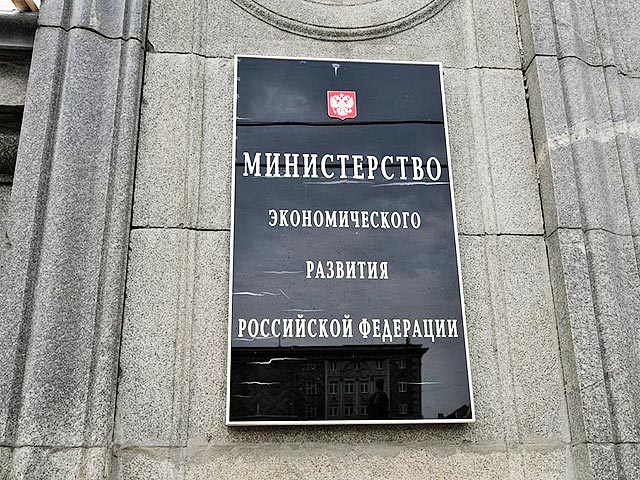 МИНИСТЕРСТВО
ЭКОНОМИЧЕСКОГО
РАЗВИТИЯ
РОССИЙСКОЙ ФЕДЕРАЦИИ